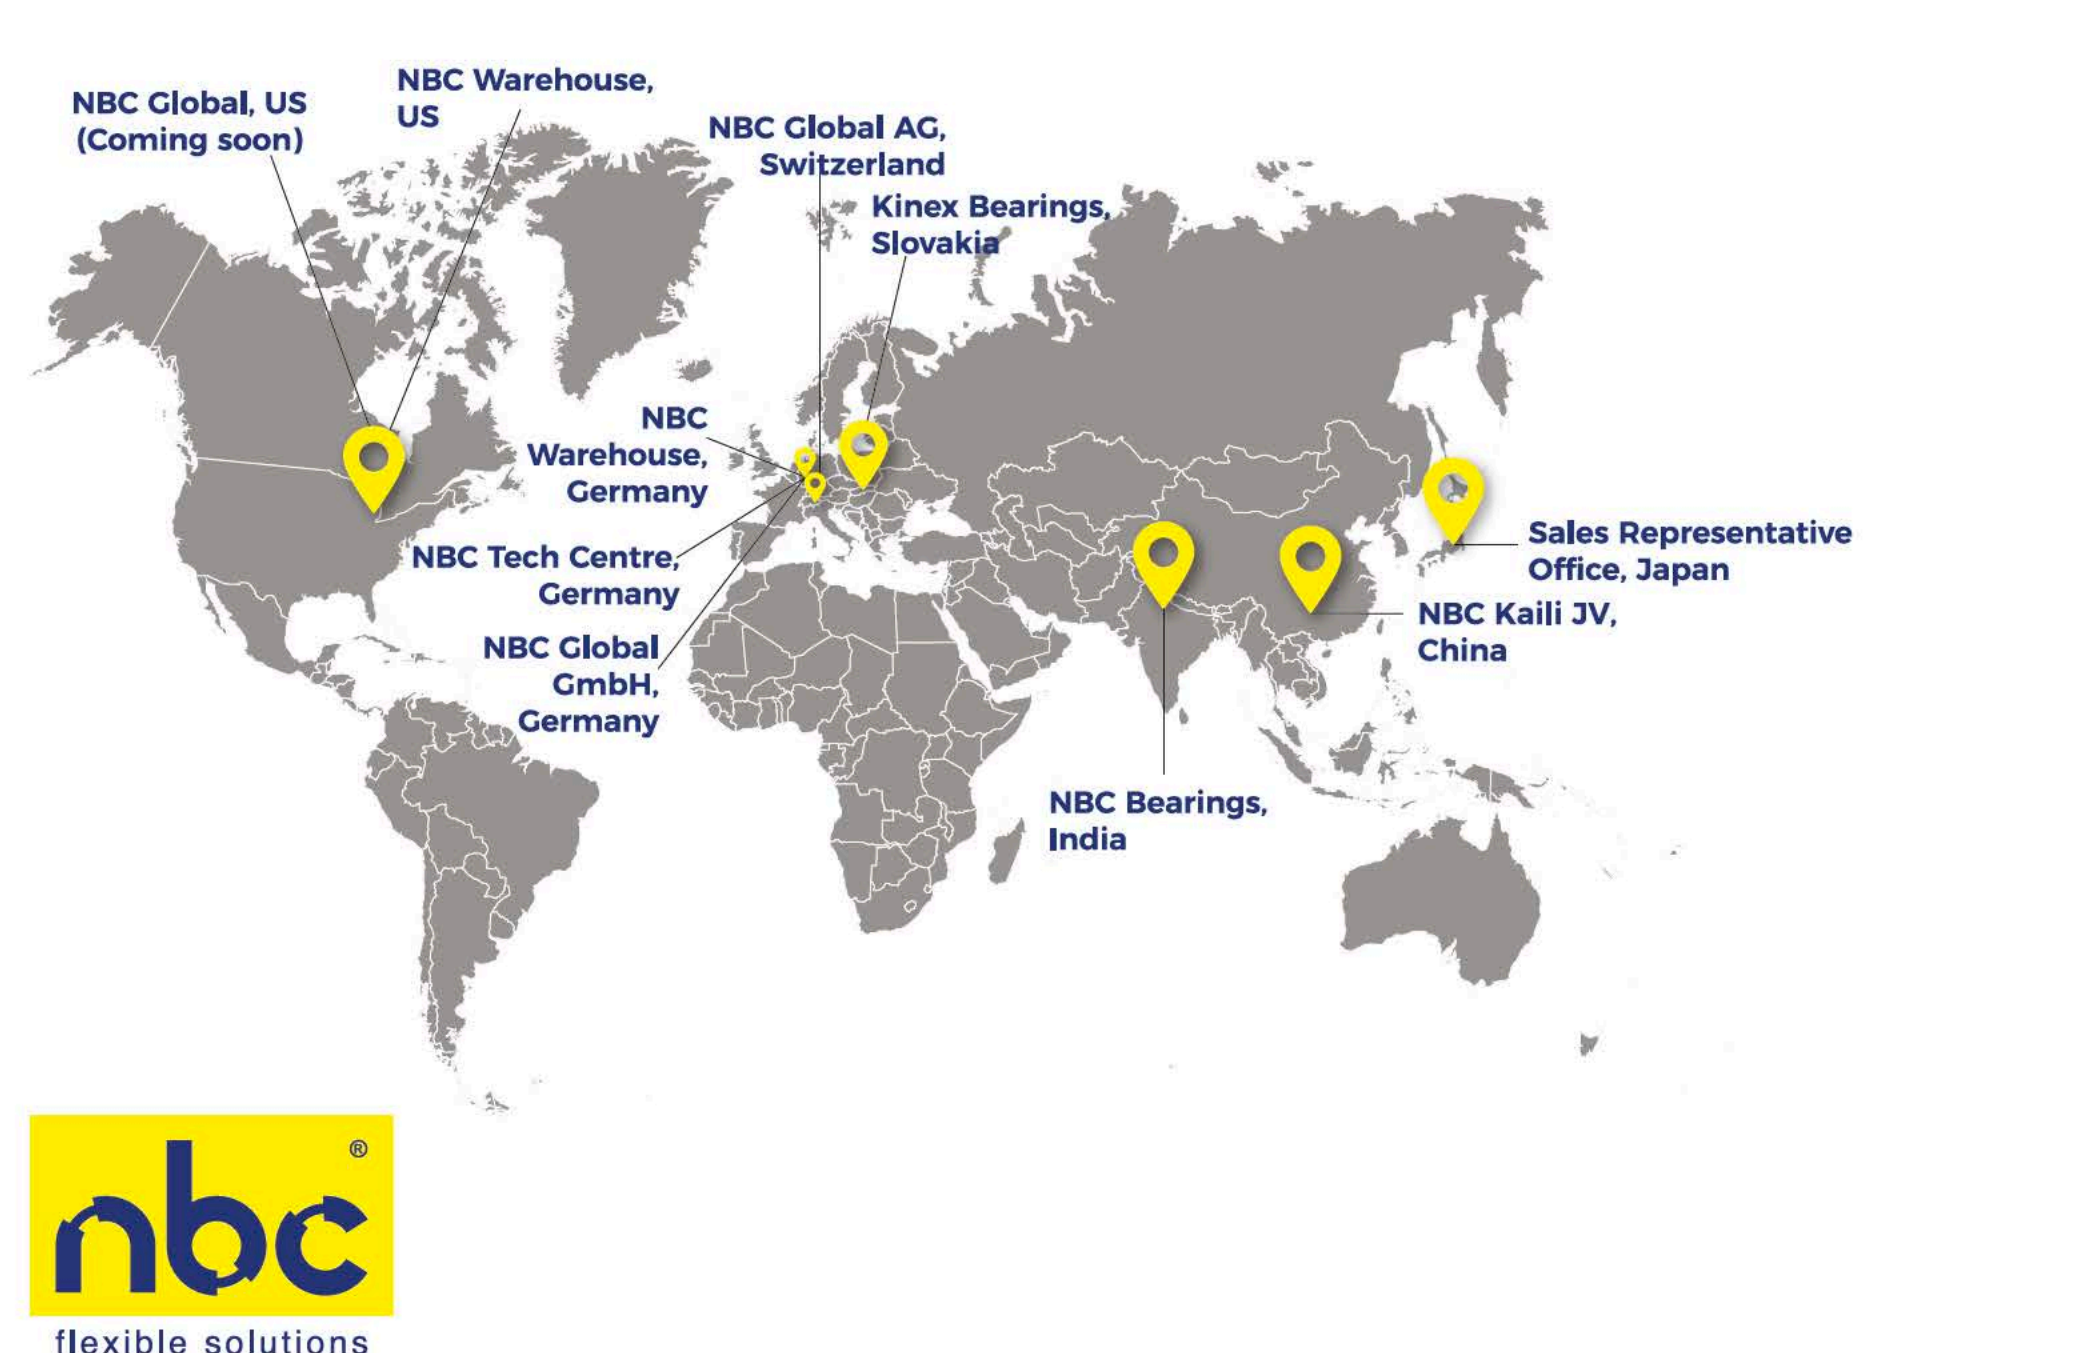 NBC Global, US
(Coming soon)
NBC Warehouse,
US
NBC Global AG,
Switzerland
Kinex Bearings,
Slovakia
NBC
Warehouse,
Germany
NBC Tech Centre,
Germany
NBC Global
GmbH,
Germany
Sales Representative
Office, Japan
NBC Kaili JV,
China
NBC Bearings,
India
nbc ®
flexible solutions